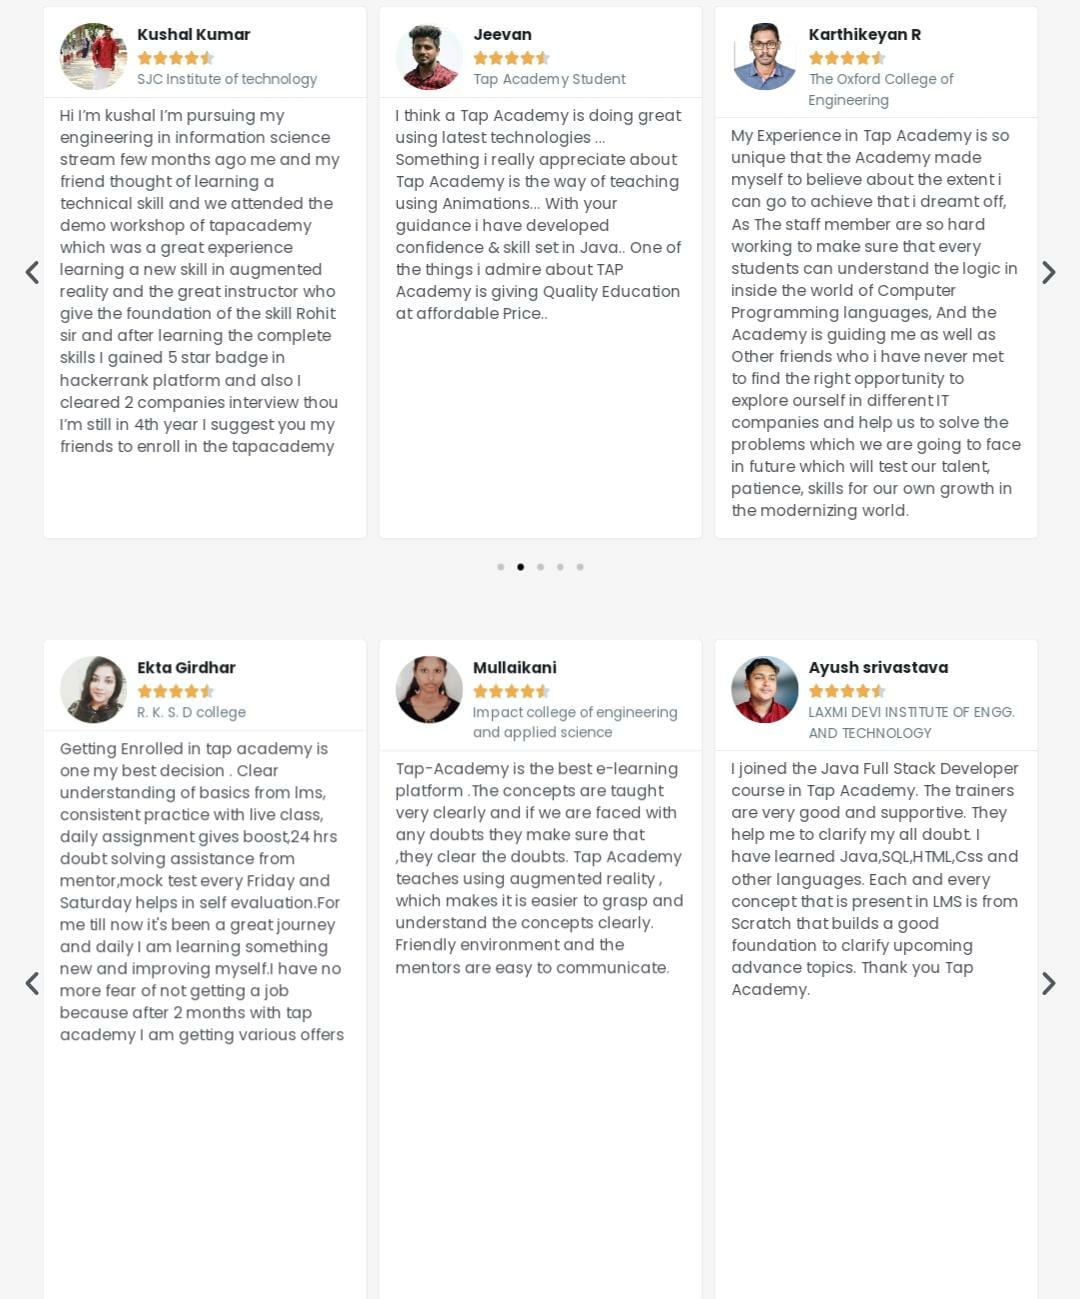 Kushal Kumar
SJC Institute of technology
Hi I'm kushal I'm pursuing my
engineering in information science
stream few months ago me and my
friend thought of learning a
technical skill and we attended the
demo workshop of tapacademy
which was a great experience
learning a new skill in augmented
reality and the great instructor who
give the foundation of the skill Rohit
sir and after learning the complete
skills I gained 5 star badge in
hackerrank platform and also I
cleared 2 companies interview thou
I'm still in 4th year I suggest you my
friends to enroll in the tapacademy
Jeevan
Tap Academy Student
I think a Tap Academy is doing great
using latest technologies ...
Something i really appreciate about
Tap Academy is the way of teaching
using Animations... With your
guidance i have developed
confidence & skill set in Java.. One of
the things i admire about TAP
Academy is giving Quality Education
at affordable Price..
Karthikeyan R
The Oxford College of
Engineering
My Experience in Tap Academy is so
unique that the Academy made
myself to believe about the extent i
can go to achieve that i dreamt off,
As The staff member are so hard
working to make sure that every
students can understand the logic in
inside the world of Computer
Programming languages, And the
Academy is guiding me as well as
Other friends who i have never met
to find the right opportunity to
explore ourself in different IT
companies and help us to solve the
problems which we are going to face
in future which will test our talent,
patience, skills for our own growth in
the modernizing world.
Ekta Girdhar
R. K. S. D college
Getting Enrolled in tap academy is
one my best decision . Clear
understanding of basics from lms,
consistent practice with live class,
daily assignment gives boost,24 hrs
doubt solving assistance from
mentor,mock test every Friday and
Saturday helps in self evaluation.For
me till now it's been a great journey
and daily I am learning something
new and improving myself.I have no
more fear of not getting a job
because after 2 months with tap
academy I am getting various offers
Mullaikani
Impact college of engineering
and applied science
Tap-Academy is the best e-learning
platform .The concepts are taught
very clearly and if we are faced with
any doubts they make sure that
,they clear the doubts. Tap Academy
teaches using augmented reality ,
which makes it is easier to grasp and
understand the concepts clearly.
Friendly environment and the
mentors are easy to communicate.
Ayush srivastava
LAXMI DEVI INSTITUTE OF ENGG.
AND TECHNOLOGY
I joined the Java Full Stack Developer
course in Tap Academy. The trainers
are very good and supportive. They
help me to clarify my all doubt. I
have learned Java,SQL,HTML,Css and
other languages. Each and every
concept that is present in LMS is from
Scratch that builds a good
foundation to clarify upcoming
advance topics. Thank you Tap
Academy.